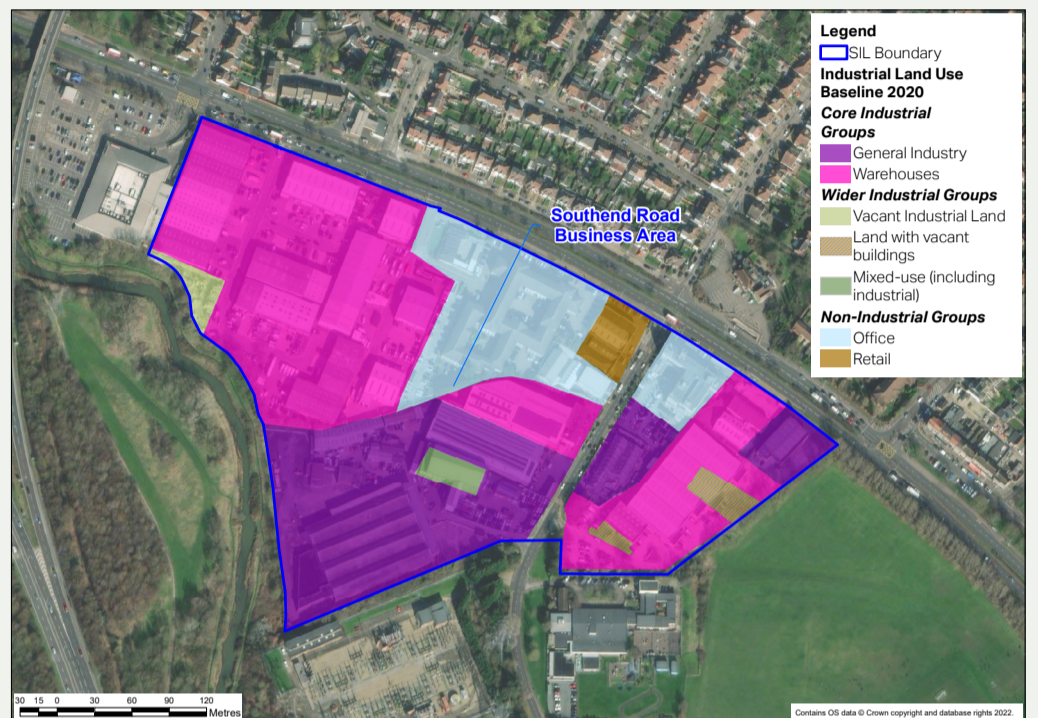 Legend
SIL Boundary
Industrial Land Use
Baseline 2020
Core Industrial
Groups
General Industry
Warehouses
Wider Industrial Groups
Vacant Industrial Land
Land with vacant
buildings
Mixed-use (including
industrial)
Non-Industrial Groups
Office
Retail
Southend Road
Business Area
30 15 0 30 60 90 120
Metres
Contains OS data © Crown copyright and database rights 2022.